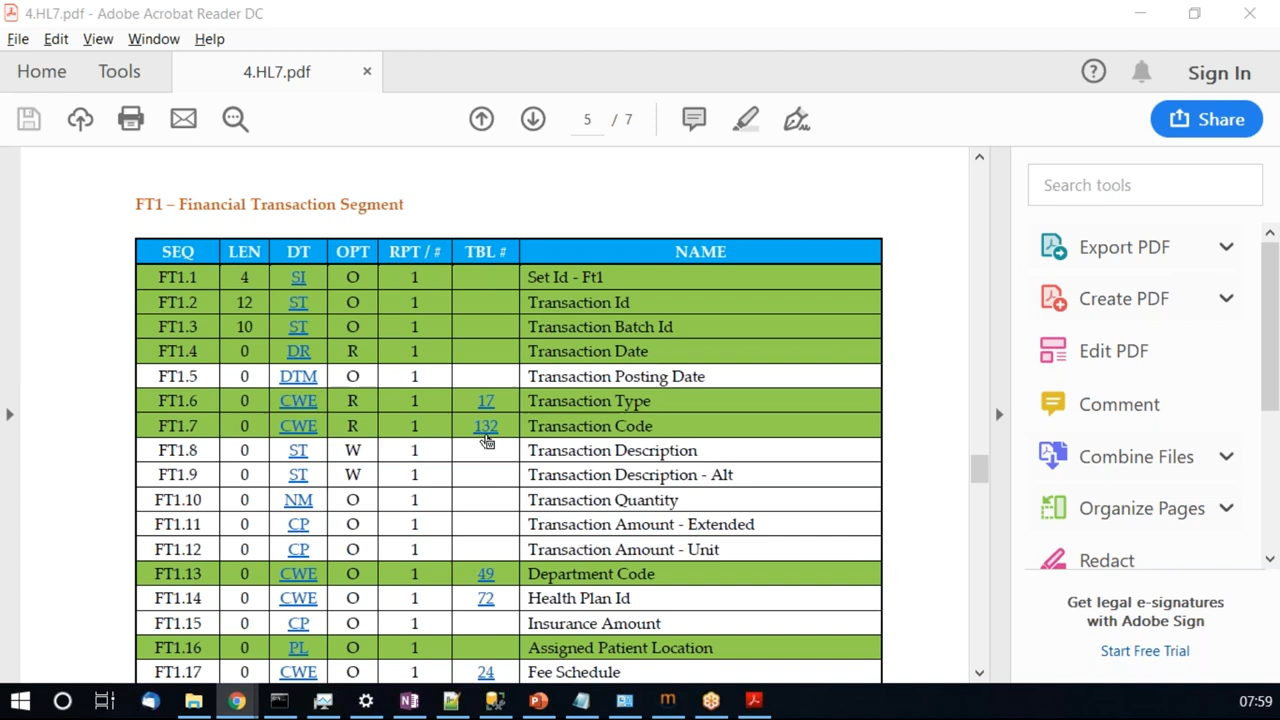 4.HL7.pdf - Adobe Acrobat Reader DC
File Edit View Window Help
Home Tools 4.HL7.pdf × Sign In
5 / 7 Share
FT1 – Financial Transaction Segment
SEQ LEN DT OPT RPT / # TBL # NAME
FT1.1 4 SI O 1 Set Id - Ft1
FT1.2 12 ST O 1 Transaction Id
FT1.3 10 ST O 1 Transaction Batch Id
FT1.4 0 DR R 1 Transaction Date
FT1.5 0 DTM O 1 Transaction Posting Date
FT1.6 0 CWE R 1 17 Transaction Type
FT1.7 0 CWE R 1 132 Transaction Code
FT1.8 0 ST W 1 Transaction Description
FT1.9 0 ST W 1 Transaction Description - Alt
FT1.10 0 NM O 1 Transaction Quantity
FT1.11 0 CP O 1 Transaction Amount - Extended
FT1.12 0 CP O 1 Transaction Amount - Unit
FT1.13 0 CWE O 1 49 Department Code
FT1.14 0 CWE O 1 72 Health Plan Id
FT1.15 0 CP O 1 Insurance Amount
FT1.16 0 PL O 1 Assigned Patient Location
FT1.17 0 CWE O 1 24 Fee Schedule
Search tools
Export PDF
Create PDF
Edit PDF
Comment
Combine Files
Organize Pages
Redact
Get legal e-signatures
with Adobe Sign
Start Free Trial
07:59